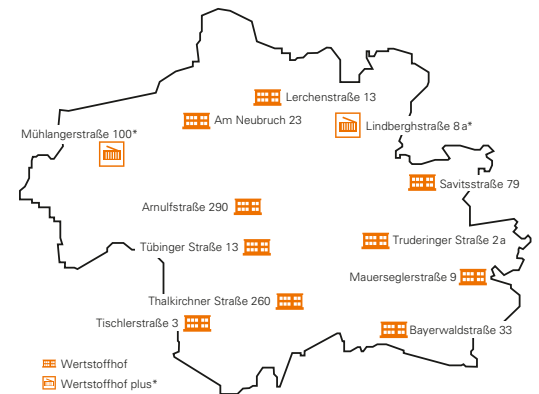 Lerchenstraße 13
Am Neubruch 23
Lindberghstraße 8 a*
Mühlangerstraße 100*
Savitsstraße 79
Arnulfstraße 290
Truderinger Straße 2 a
Tübinger Straße 13
Mauerseglerstraße 9
Thalkirchner Straße 260
Tischlerstraße 3
Bayerwaldstraße 33
Wertstoffhof
Wertstoffhof plus*